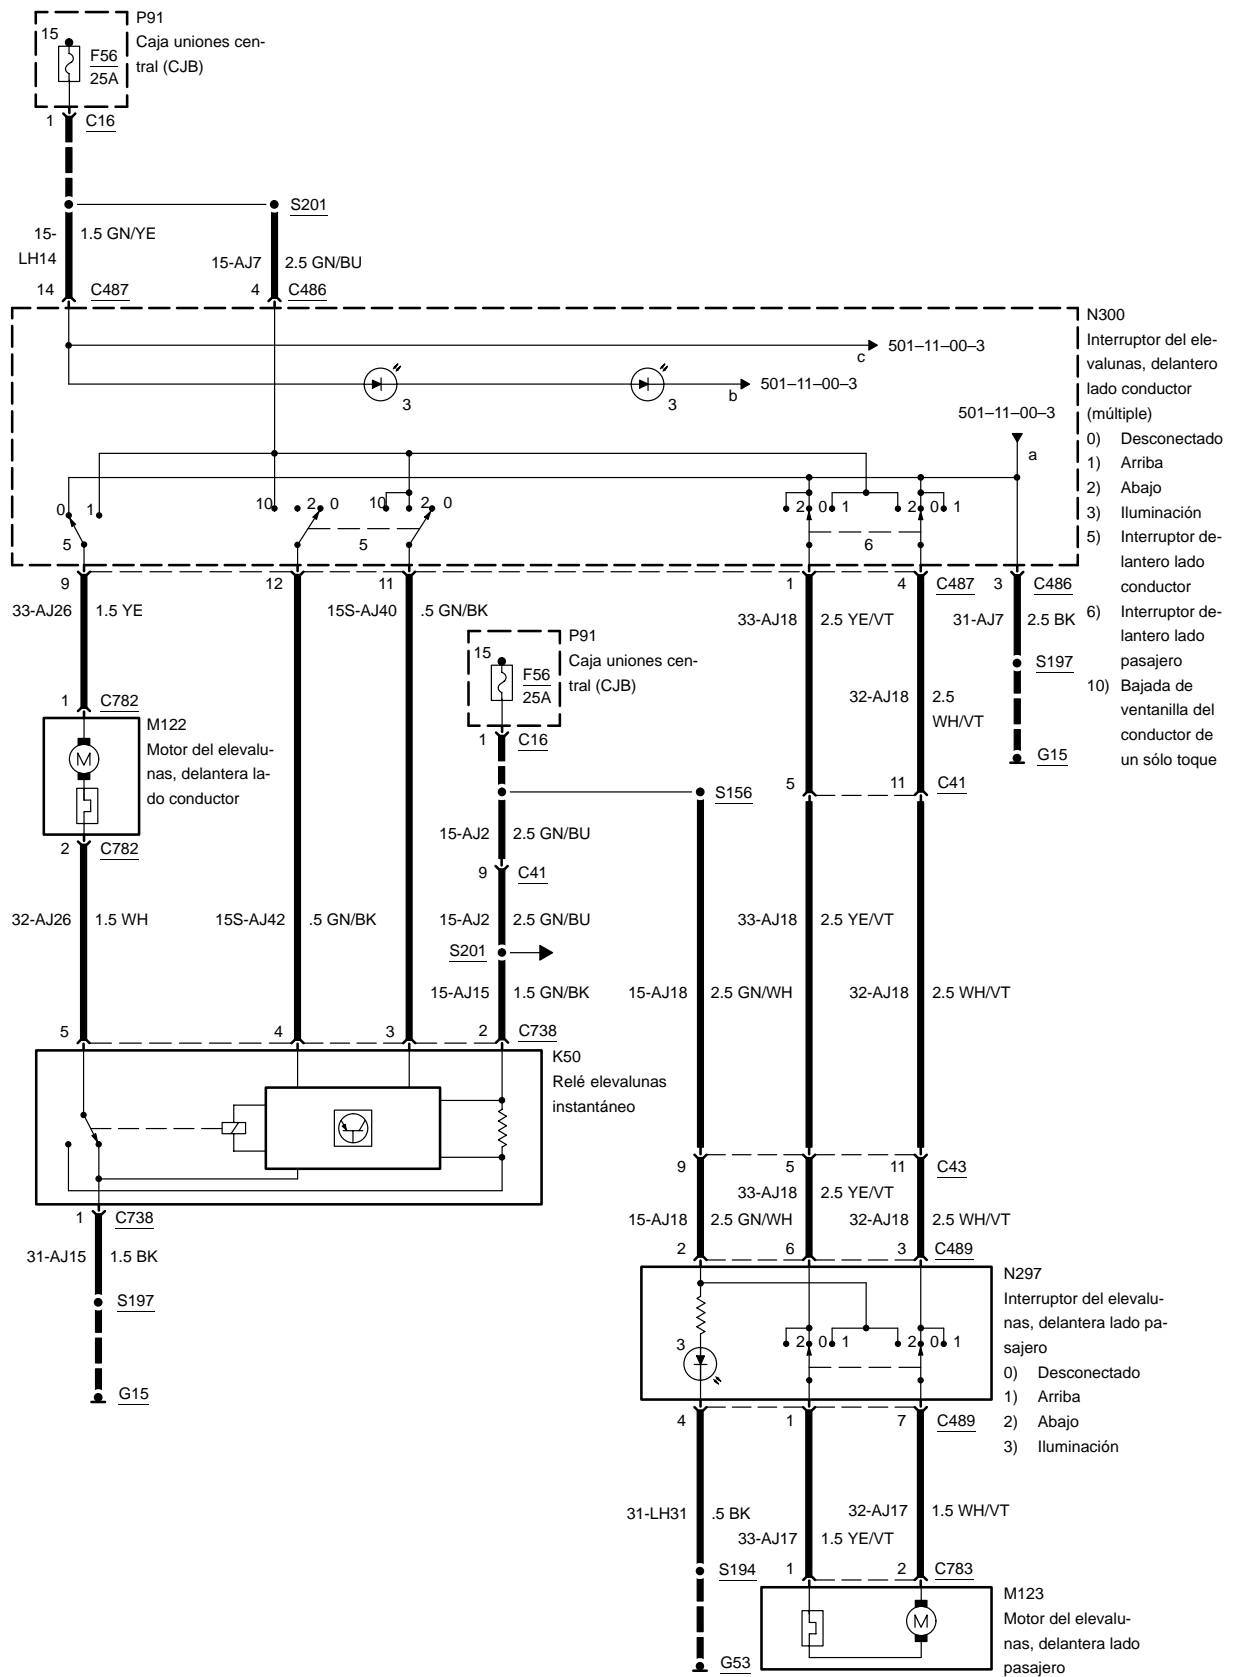 P91
15
Caja uniones cen-
F56
tral (CJB)
25A
1
C16
S201
15-
1.5 GN/YE
LH14
15-AJ7
2.5 GN/BU
14
C487
4
C486
N300
Interruptor del ele-
valunas, delantero
lado conductor
(múltiple)
0) Desconectado
1) Arriba
2) Abajo
3) Iluminación
5) Interruptor de-
lantero lado
conductor
6) Interruptor de-
lantero lado
pasajero
10) Bajada de
ventanilla del
conductor de
un sólo toque
501–11–00–3
c
501–11–00–3
b
3
3
501–11–00–3
a
0 1
10 2 0
10 2 0
2 0 1
2 0 1
5
5
6
9
12
11
1
4
C487
3
C486
33-AJ26
1.5 YE
15S-AJ40
.5 GN/BK
33-AJ18
2.5 YE/VT
31-AJ7
2.5 BK
P91
15
Caja uniones cen-
F56
tral (CJB)
25A
S197
32-AJ18
2.5
WH/VT
1
C782
M122
Motor del elevalu-
nas, delantera la-
do conductor
M
1
C16
G15
5
11
C41
S156
2
C782
15-AJ2
2.5 GN/BU
9
C41
32-AJ26
1.5 WH
15S-AJ42
.5 GN/BK
15-AJ2
2.5 GN/BU
33-AJ18
2.5 YE/VT
S201
15-AJ15
1.5 GN/BK
15-AJ18
2.5 GN/WH
32-AJ18
2.5 WH/VT
5
4
3
2
C738
K50
Relé elevalunas
instantáneo
9
5
11
C43
33-AJ18
2.5 YE/VT
1
C738
15-AJ18
2.5 GN/WH
32-AJ18
2.5 WH/VT
31-AJ15
1.5 BK
2
6
3
C489
S197
N297
Interruptor del elevalu-
nas, delantera lado pa-
sajero
0) Desconectado
1) Arriba
2) Abajo
3) Iluminación
3
2 0 1
2 0 1
G15
4
1
7
C489
31-LH31
.5 BK
32-AJ17
1.5 WH/VT
33-AJ17
1.5 YE/VT
S194
1
2
C783
M123
Motor del elevalu-
nas, delantera lado
pasajero
M
G53